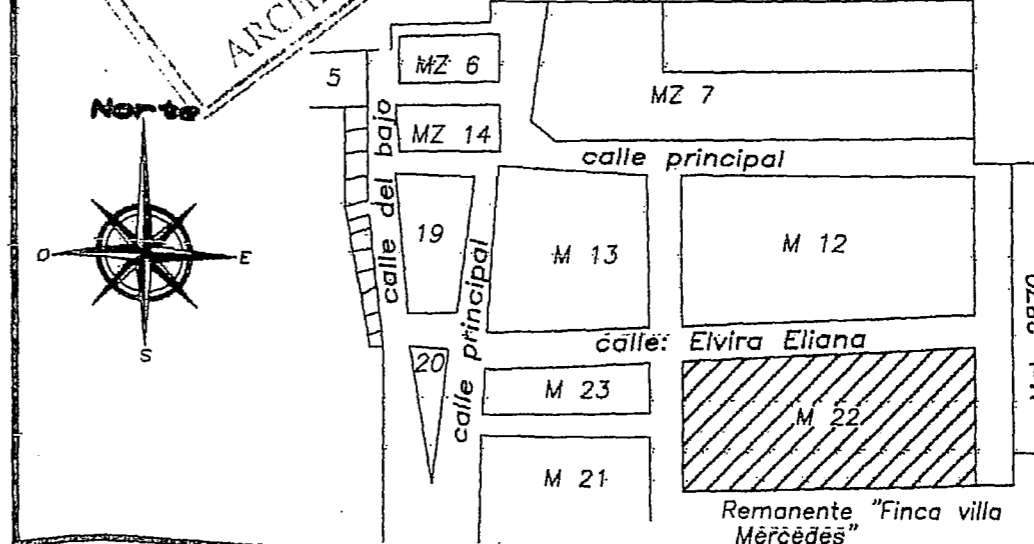 Norte
O
E
S
5
MZ 6
MZ 7
MZ 14
calle del bajo
calle principal
19
calle principal
M 13
M 12
calle: Elvira Eliana
20
M 23
M 22
M 21
Remanente "Finca villa
Mercedes"